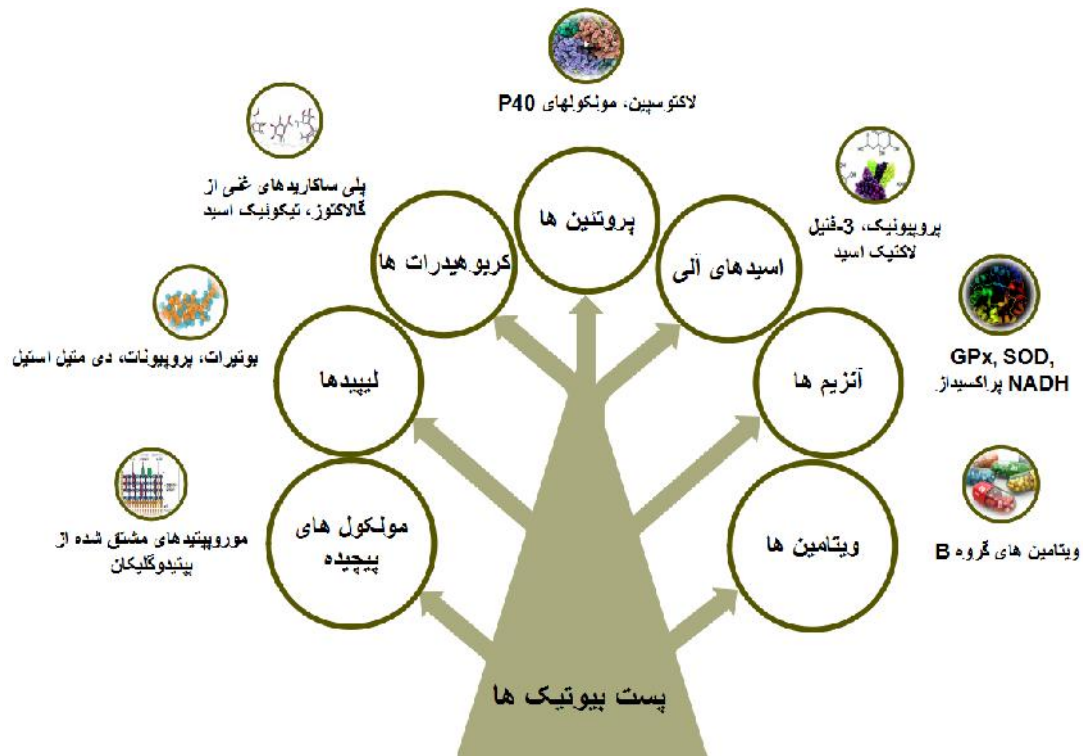 لاکتوسپین، مولکولهای P40
پلی ساکاریدهای غنی از
گالاکتوز، تیکوئیک اسید
پروپیونیک، 3-فنیل
لاکتیک اسید
پروتئین ها
کربوهیدرات ها
اسیدهای آلی
بوتیرات، پروپیونات، دی متیل استیل
لیپیدها
آنزیم ها
GPx, SOD,
NADH پراکسیداز
موروپپتیدهای مشتق شده از
پپتیدوگلیکان
مولکول های
پیچیده
ویتامین ها
ویتامین های گروه B
پست بیوتیک ها